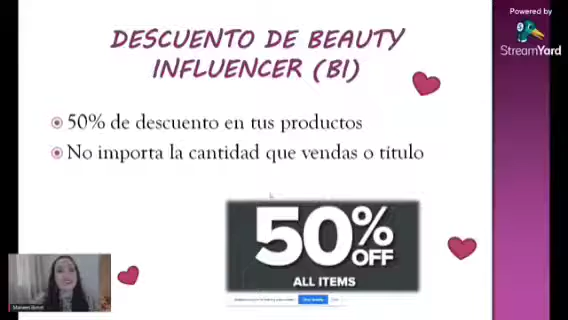 Powered by
StreamYard
DESCUENTO DE BEAUTY
INFLUENCER (BI)
50% de descuento en tus productos
No importa la cantidad que vendas o titulo
50% OFF
ALL ITEMS